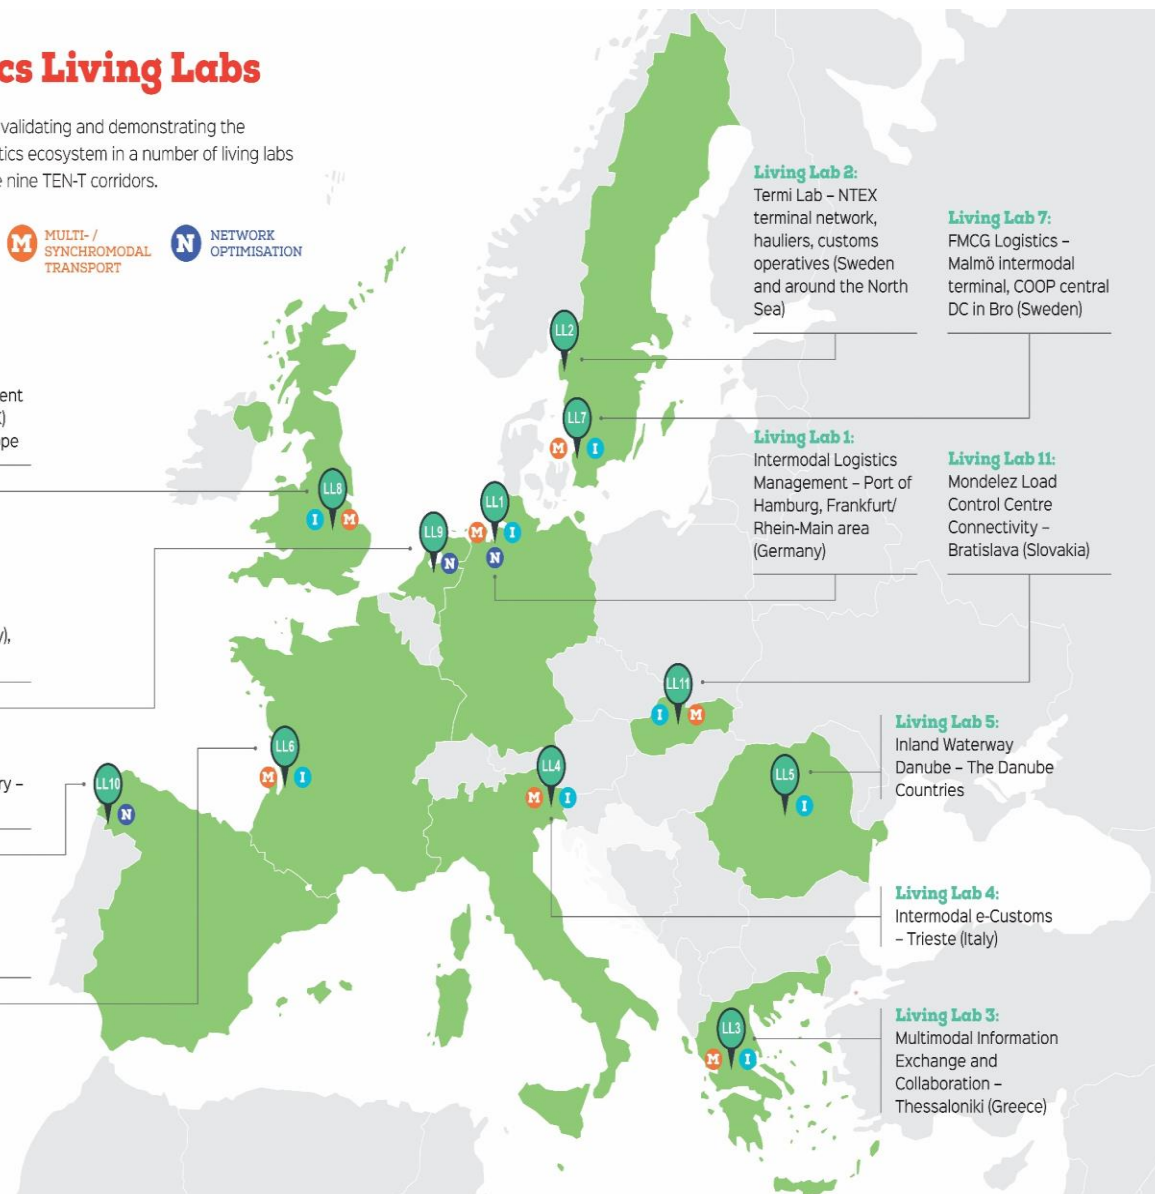 cs Living Labs
validating and demonstrating the
tics ecosystem in a number of living labs
e nine TEN-T corridors.
M
MULTI- /
SYNCHROMODAL
TRANSPORT
N
NETWORK
OPTIMISATION
ent
)
pe
),
ry –
Living Lab 2:
Termi Lab – NTEX
terminal network,
hauliers, customs
operatives (Sweden
and around the North
Sea)
Living Lab 7:
FMCG Logistics –
Malmö intermodal
terminal, COOP central
DC in Bro (Sweden)
Living Lab 1:
Intermodal Logistics
Management – Port of
Hamburg, Frankfurt/
Rhein-Main area
(Germany)
Living Lab 11:
Mondelez Load
Control Centre
Connectivity –
Bratislava (Slovakia)
Living Lab 5:
Inland Waterway
Danube – The Danube
Countries
Living Lab 4:
Intermodal e-Customs
– Trieste (Italy)
Living Lab 3:
Multimodal Information
Exchange and
Collaboration –
Thessaloniki (Greece)
LL2
LL7
M I
LL8
I M
LL1
M I
N
LL9
N
LL11
I M
LL6
M I
LL4
M I
LL5
I
LL10
N
LL3
M I